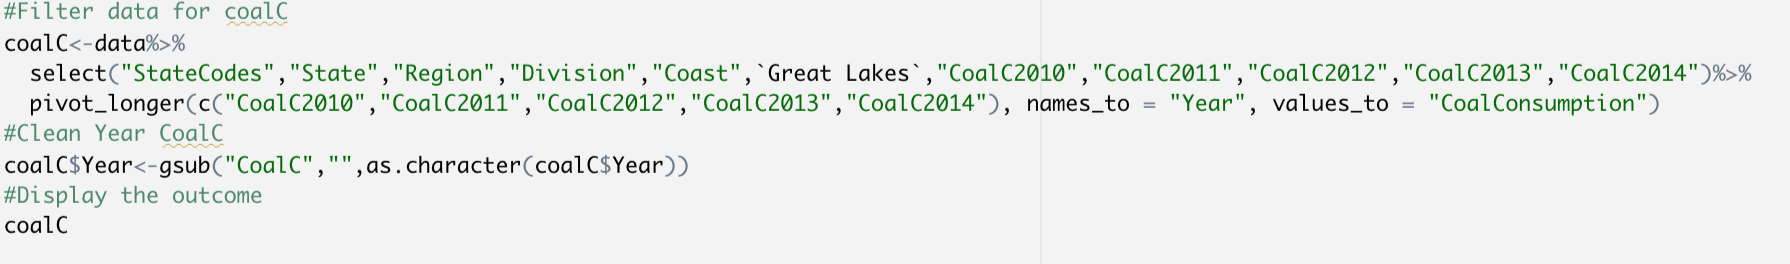 #Filter data for coalC
coalC<-data%>%
  select("StateCodes","State","Region","Division","Coast",`Great Lakes`,"CoalC2010","CoalC2011","CoalC2012","CoalC2013","CoalC2014")%>%
  pivot_longer(c("CoalC2010","CoalC2011","CoalC2012","CoalC2013","CoalC2014"), names_to = "Year", values_to = "CoalConsumption")
#Clean Year CoalC
coalC$Year<-gsub("CoalC","",as.character(coalC$Year))
#Display the outcome
coalC